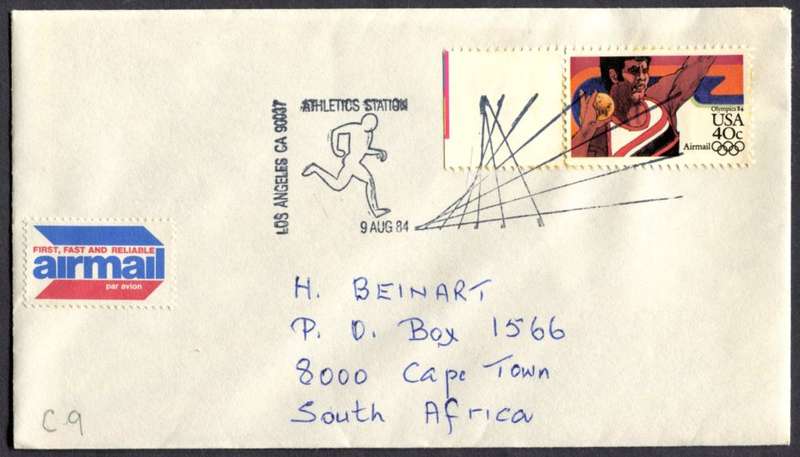 LOS ANGELES CA 90037
ATHLETICS STATION
9 AUG 84
Olympics 84
USA
40c
Airmail
FIRST, FAST AND RELIABLE
airmail
par avion
H. BEINART
P. O. Box 1566
8000 Cape Town
South Africa
C.9